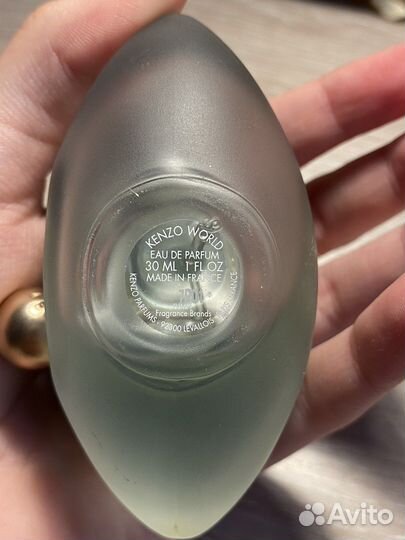 KENZO WORLD
EAU DE PARFUM
30 ML 1 FL OZ
MADE IN FRANCE
Fragrance Brands
KENZO PARFUMS - 92300 LEVALLOIS - FRANCE
Avito